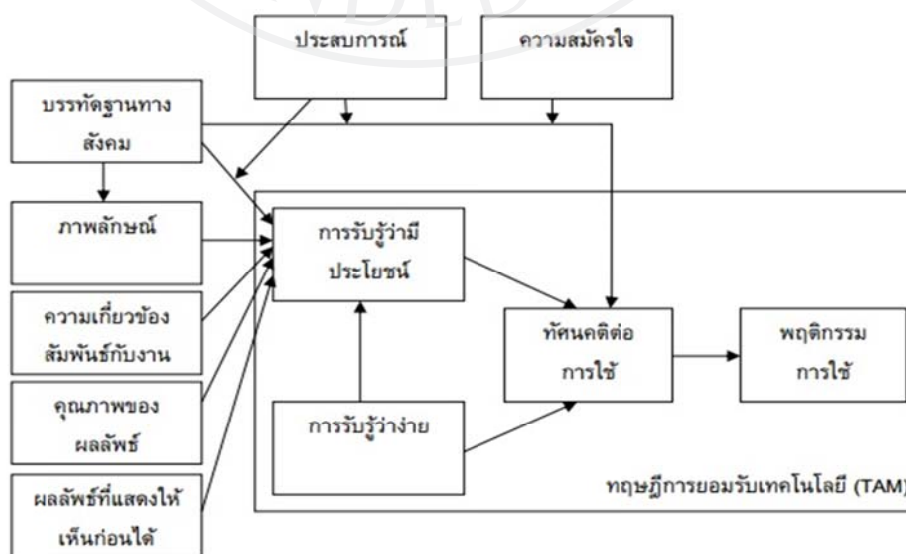 ประสบการณ์
ความสมัครใจ
บรรทัดฐานทาง
สังคม
ภาพลักษณ์
การรับรู้ว่ามี
ประโยชน์
ความเกี่ยวข้อง
สัมพันธ์กับงาน
ทัศนคติต่อ
การใช้
พฤติกรรม
การใช้
คุณภาพของ
ผลลัพธ์
การรับรู้ว่าง่าย
ผลลัพธ์ที่แสดงให้
เห็นก่อนได้
ทฤษฎีการยอมรับเทคโนโลยี (TAM)